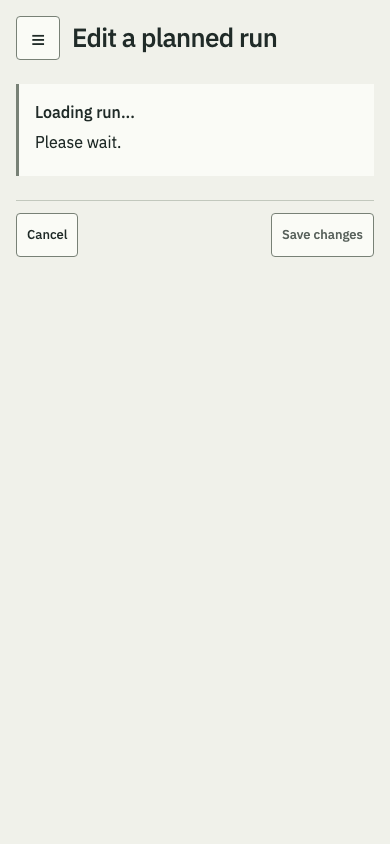 Edit a planned run
Loading run...
Please wait.
Cancel
Save changes